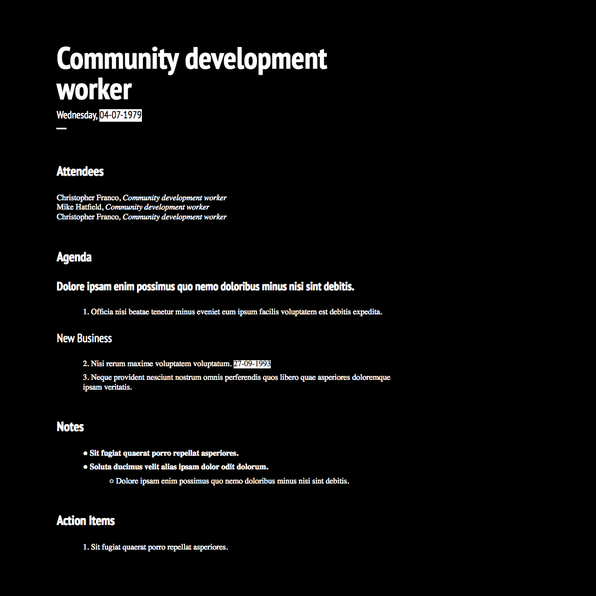 Community development
worker
Wednesday, 04-07-1979
Attendees
Christopher Franco, Community development worker
Mike Hatfield, Community development worker
Christopher Franco, Community development worker
Agenda
Dolore ipsam enim possimus quo nemo doloribus minus nisi sint debitis.
1. Officia nisi beatae tenetur minus eveniet eum ipsum facilis voluptatem est debitis expedita.
New Business
2. Nisi rerum maxime voluptatem voluptatum. 27-09-1993
3. Neque provident nesciunt nostrum omnis perferendis quos libero quae asperiores doloremque
ipsam veritatis.
Notes
● Sit fugiat quaerat porro repellat asperiores.
● Soluta ducimus velit alias ipsam dolor odit dolorum.
○ Dolore ipsam enim possimus quo nemo doloribus minus nisi sint debitis.
Action Items
1. Sit fugiat quaerat porro repellat asperiores.